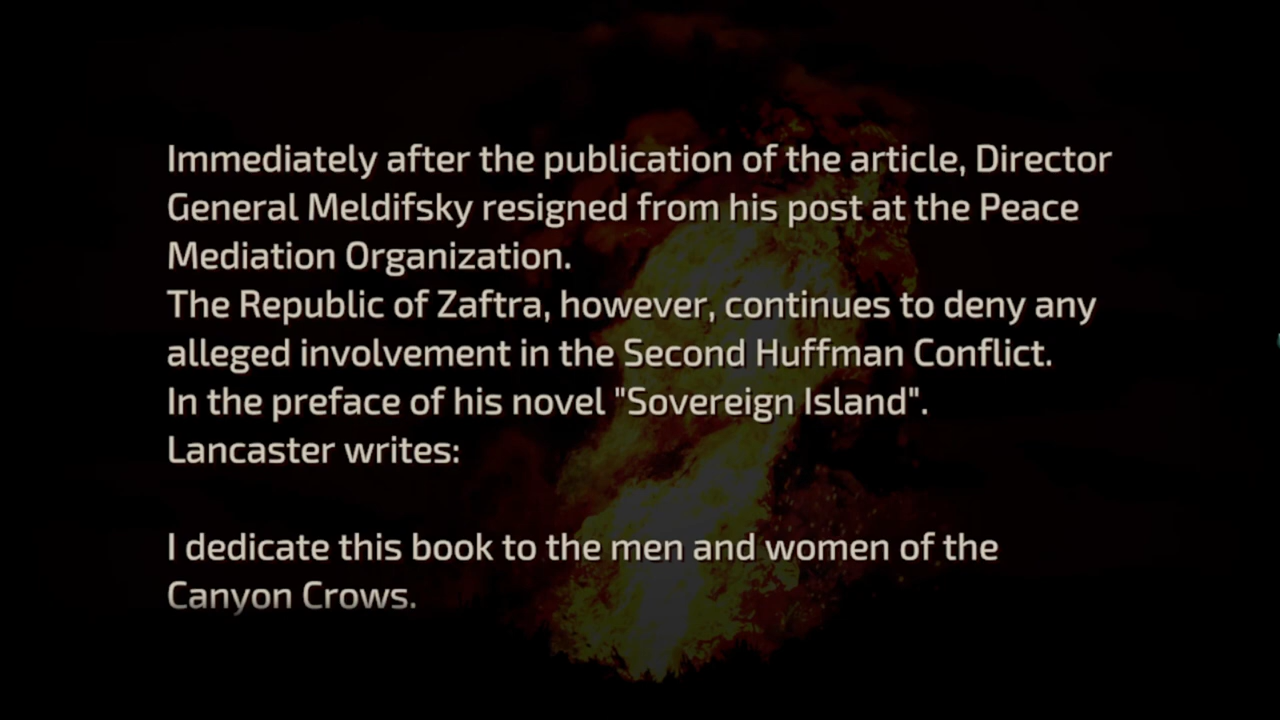 Immediately after the publication of the article, Director
General Meldifsky resigned from his post at the Peace
Mediation Organization.
The Republic of Zaftra, however, continues to deny any
alleged involvement in the Second Huffman Conflict.
In the preface of his novel "Sovereign Island".
Lancaster writes:
I dedicate this book to the men and women of the
Canyon Crows.